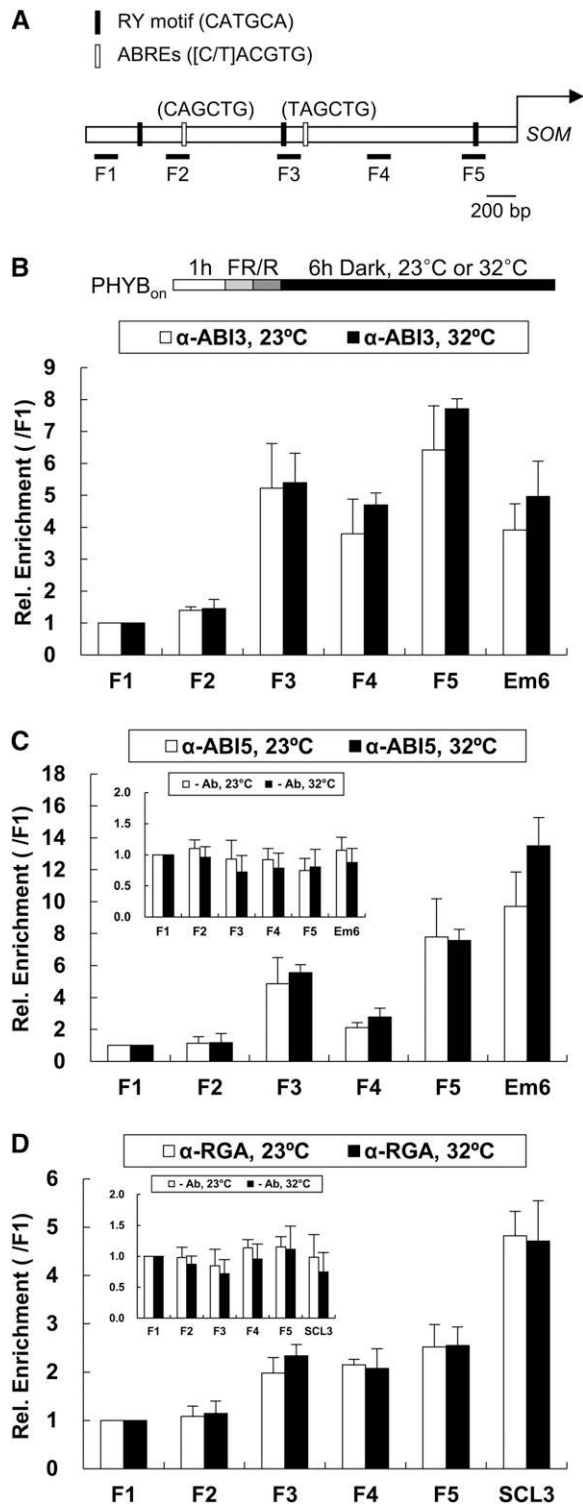 A
RY motif (CATGCA)
ABREs ([C/T]ACGTG)
(CAGCTG) (TAGCTG)
SOM
F1 F2 F3 F4 F5
200 bp
B
1h FR/R 6h Dark, 23°C or 32°C
PHYBon
α-ABI3, 23ºC α-ABI3, 32ºC
Rel. Enrichment ( /F1)
9
8
7
6
5
4
3
2
1
0
F1 F2 F3 F4 F5 Em6
C
α-ABI5, 23ºC α-ABI5, 32ºC
Rel. Enrichment ( /F1)
18
16
14
12
10
8
6
4
2
0
- Ab, 23°C - Ab, 32°C
2.0
1.5
1.0
0.5
0.0
F1 F2 F3 F4 F5 Em6
F1 F2 F3 F4 F5 Em6
D
α-RGA, 23ºC α-RGA, 32ºC
Rel. Enrichment ( /F1)
6
5
4
3
2
1
0
- Ab, 23°C - Ab, 32°C
2.0
1.5
1.0
0.5
0.0
F1 F2 F3 F4 F5 SCL3
F1 F2 F3 F4 F5 SCL3